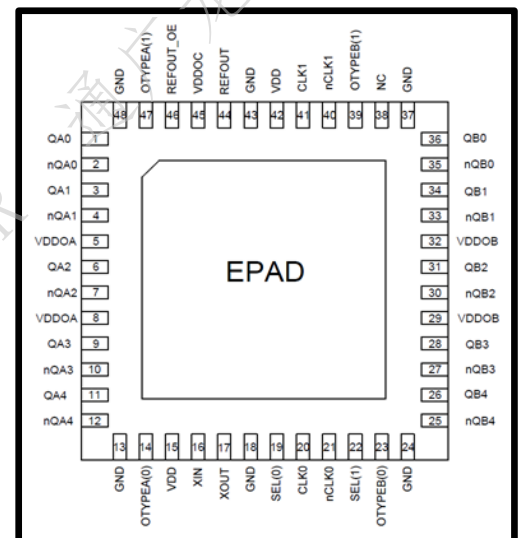 通广龙
R
GND
OTYPEA(1)
REFOUT_OE
VDDOC
REFOUT
GND
VDD
CLK1
nCLK1
OTYPEB(1)
NC
GND
48 47 46 45 44 43 42 41 40 39 38 37
QA0 1 36 QB0
nQA0 2 35 nQB0
QA1 3 34 QB1
nQA1 4 33 nQB1
VDDOA 5 32 VDDOB
QA2 6 31 QB2
nQA2 7 30 nQB2
VDDOA 8 29 VDDOB
QA3 9 28 QB3
nQA3 10 27 nQB3
QA4 11 26 QB4
nQA4 12 25 nQB4
EPAD
13 14 15 16 17 18 19 20 21 22 23 24
GND
OTYPEA(0)
VDD
XIN
XOUT
GND
SEL(0)
CLK0
nCLK0
SEL(1)
OTYPEB(0)
GND